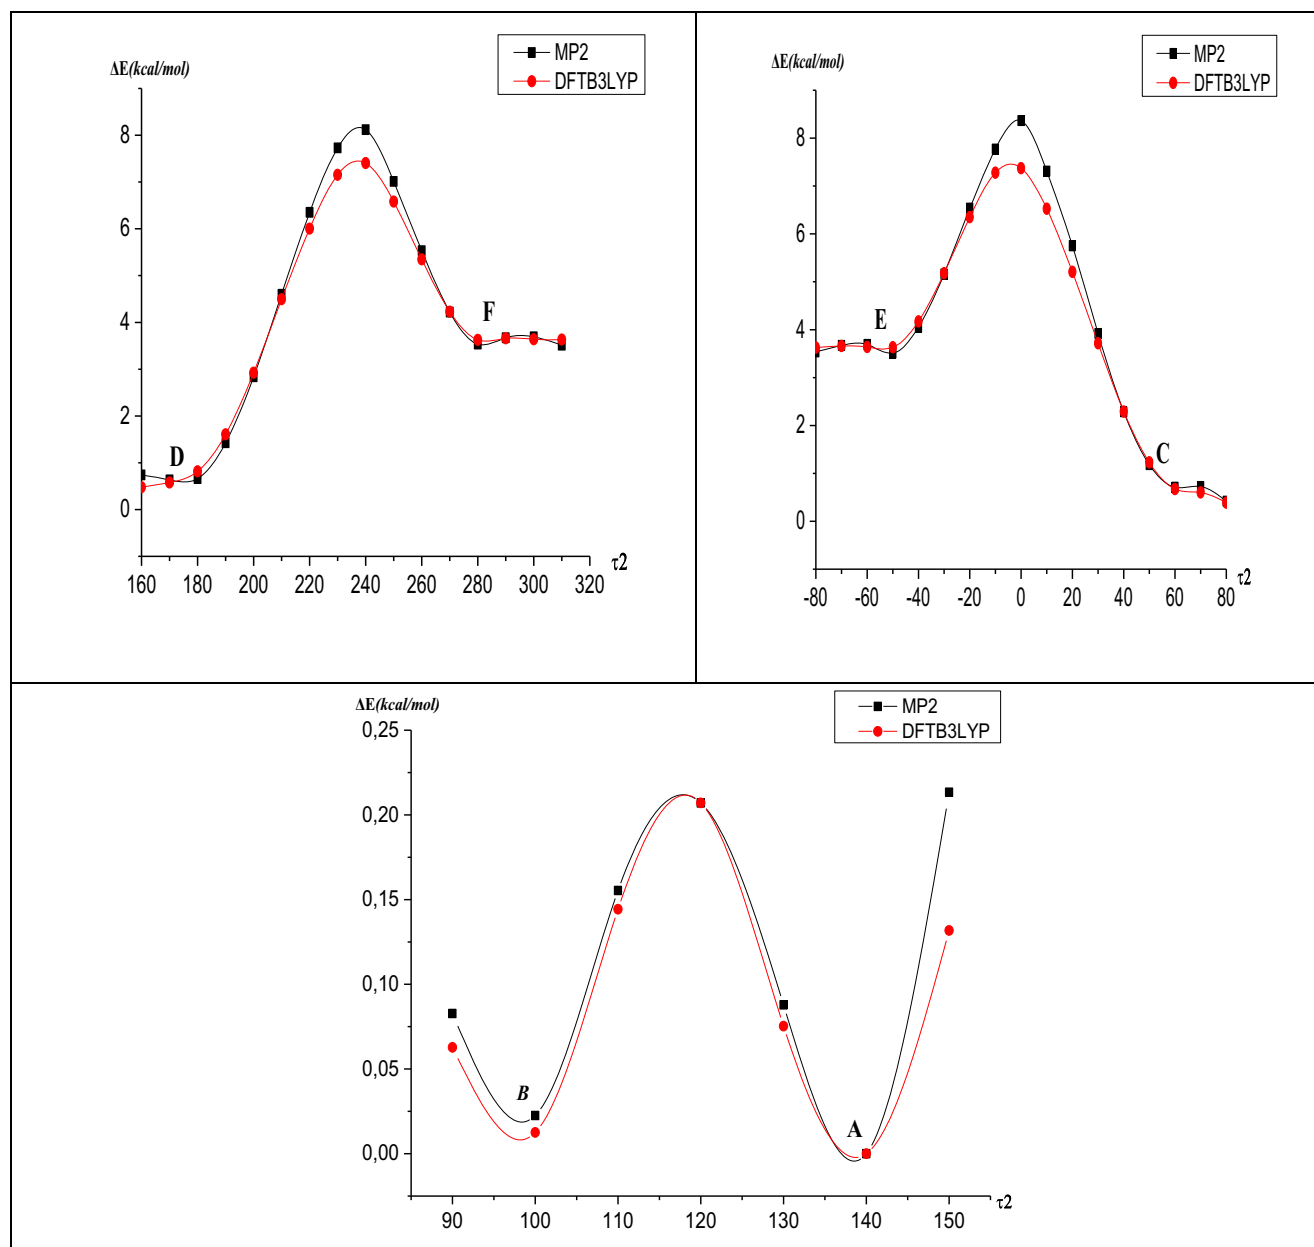 MP2
DFTB3LYP
ΔE(kcal/mol)
8
6
4
2
0
D
F
160 180 200 220 240 260 280 300 320
τ2
MP2
DFTB3LYP
ΔE(kcal/mol)
8
6
4
2
0
E
C
-80 -60 -40 -20 0 20 40 60 80
τ2
MP2
DFTB3LYP
ΔE(kcal/mol)
0,25
0,20
0,15
0,10
0,05
0,00
B
A
90 100 110 120 130 140 150
τ2